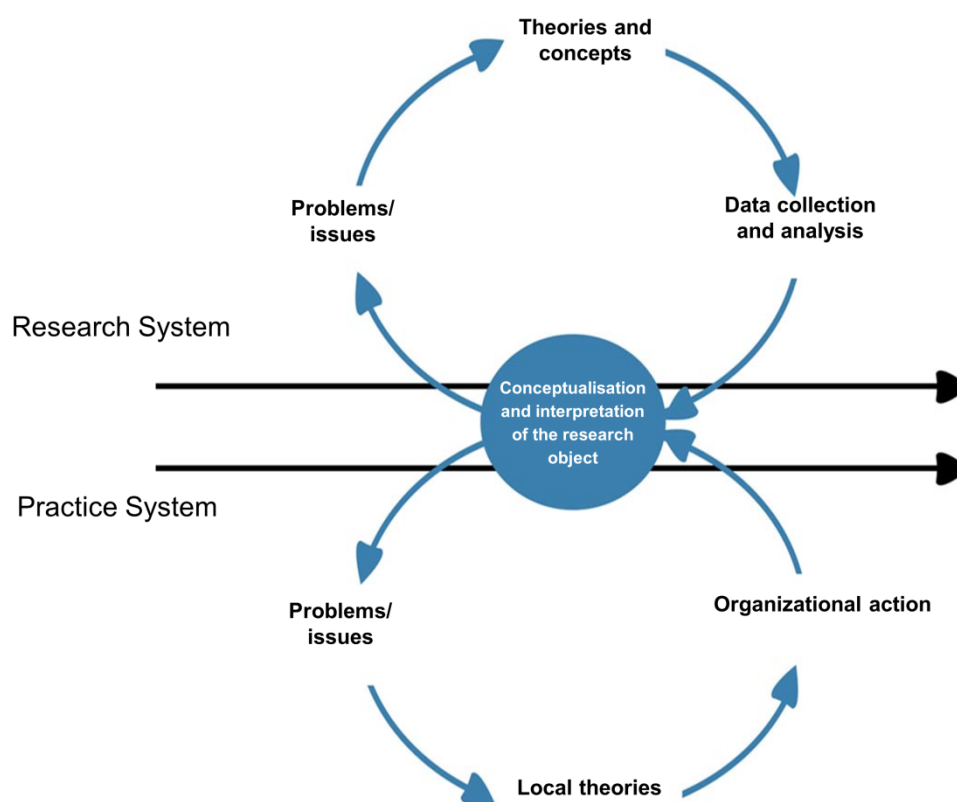 Theories and
concepts
Problems/
issues
Data collection
and analysis
Research System
Conceptualisation
and interpretation
of the research
object
Practice System
Problems/
issues
Organizational action
Local theories